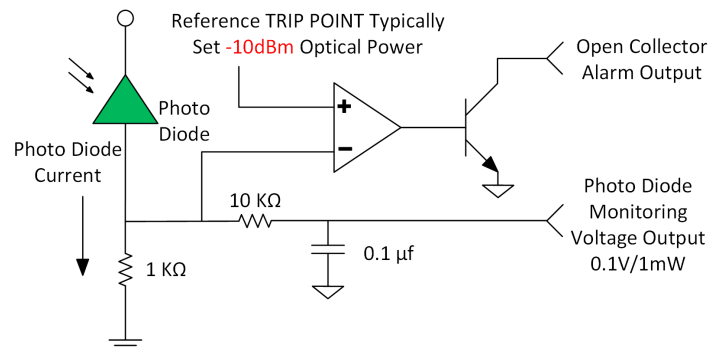 Reference TRIP POINT Typically
Set -10dBm Optical Power
Open Collector
Alarm Output
Photo
Diode
Photo Diode
Current
+
-
10 KΩ
1 KΩ
0.1 µf
Photo Diode
Monitoring
Voltage Output
0.1V/1mW